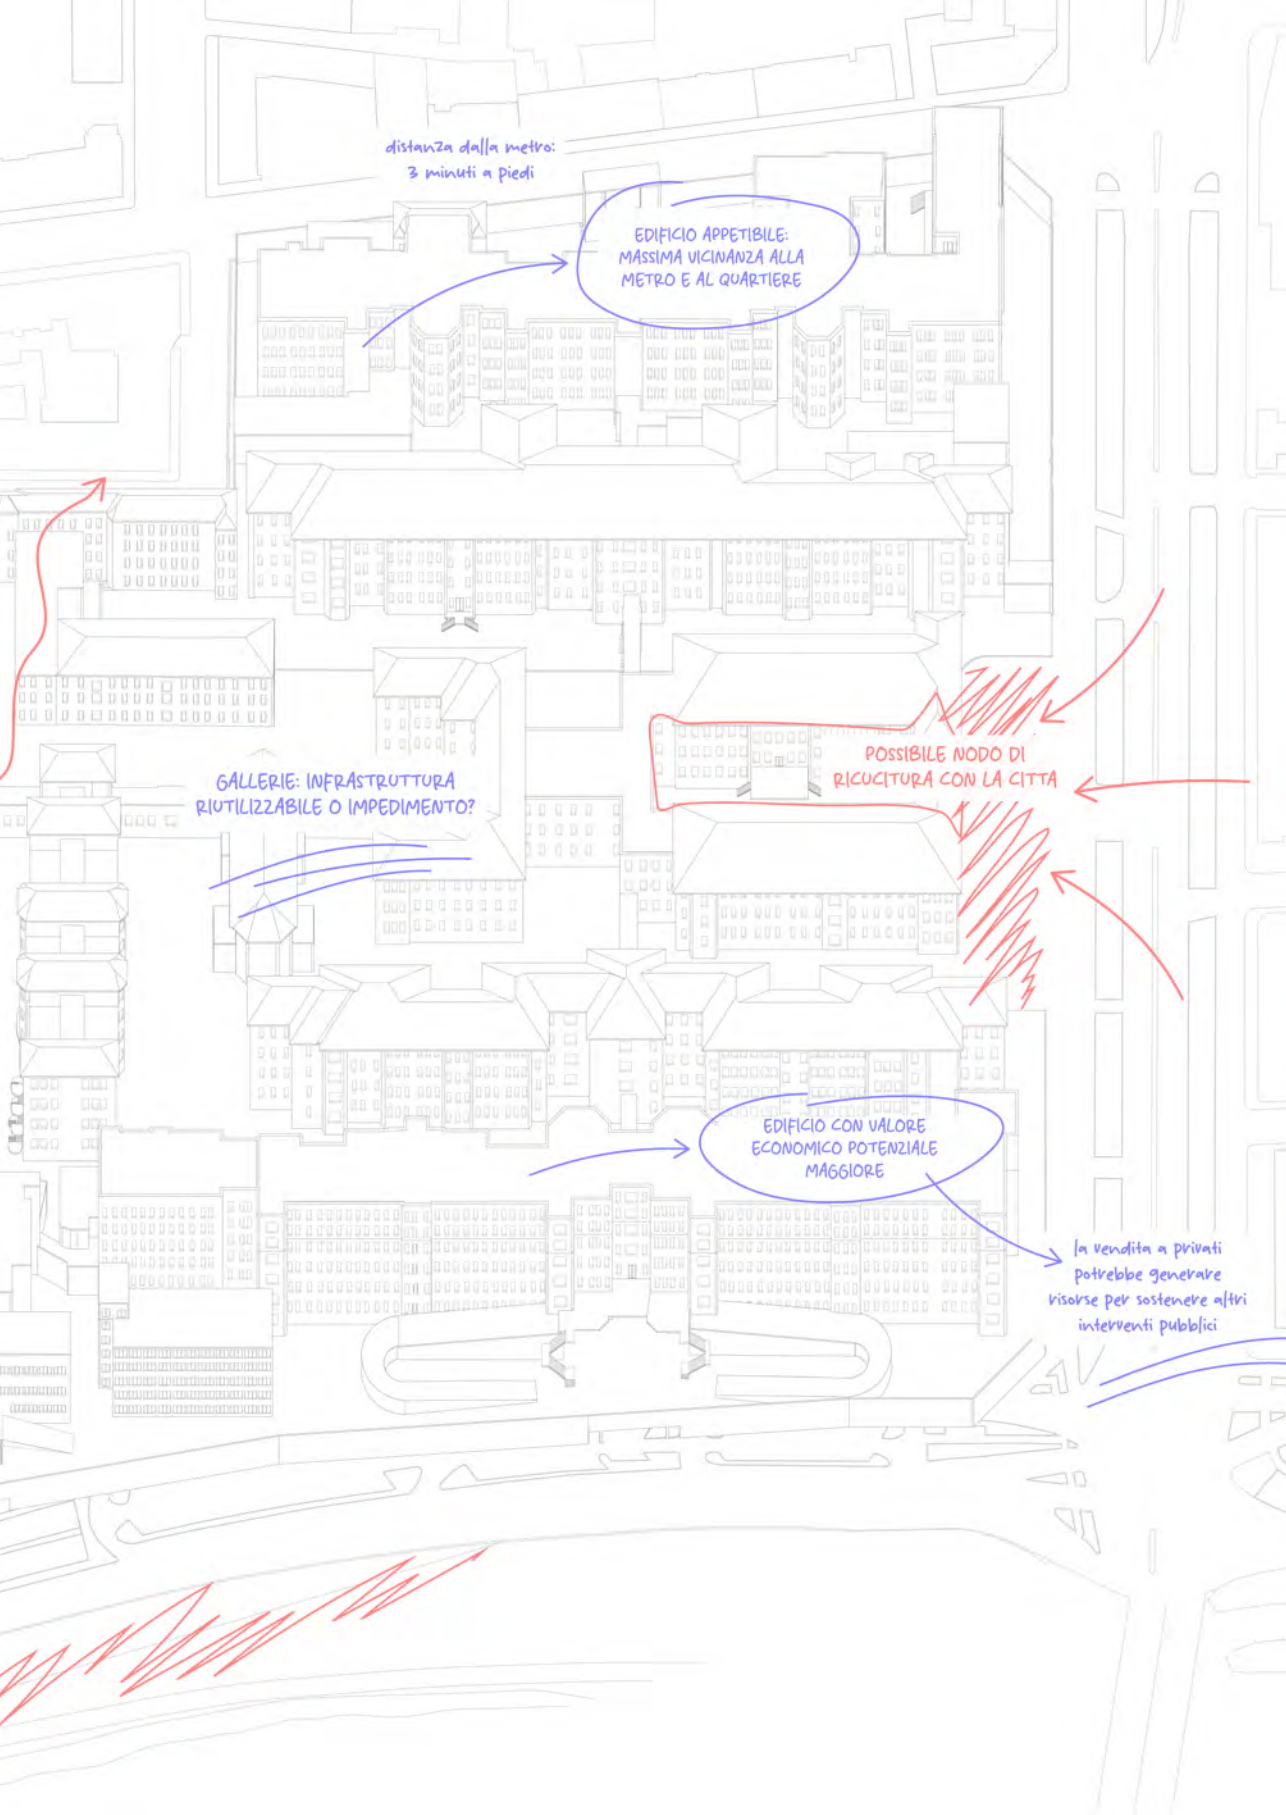 distanza dalla metro:
3 minuti a piedi
EDIFICIO APPETIBILE:
MASSIMA VICINANZA ALLA
METRO E AL QUARTIERE
POSSIBILE NODO DI
RICUCITURA CON LA CITTA
GALLERIE: INFRASTRUTTURA
RIUTILIZZABILE O IMPEDIMENTO?
EDIFICIO CON VALORE
ECONOMICO POTENZIALE
MAGGIORE
la vendita a privati
potrebbe generare
risorse per sostenere altri
interventi pubblici